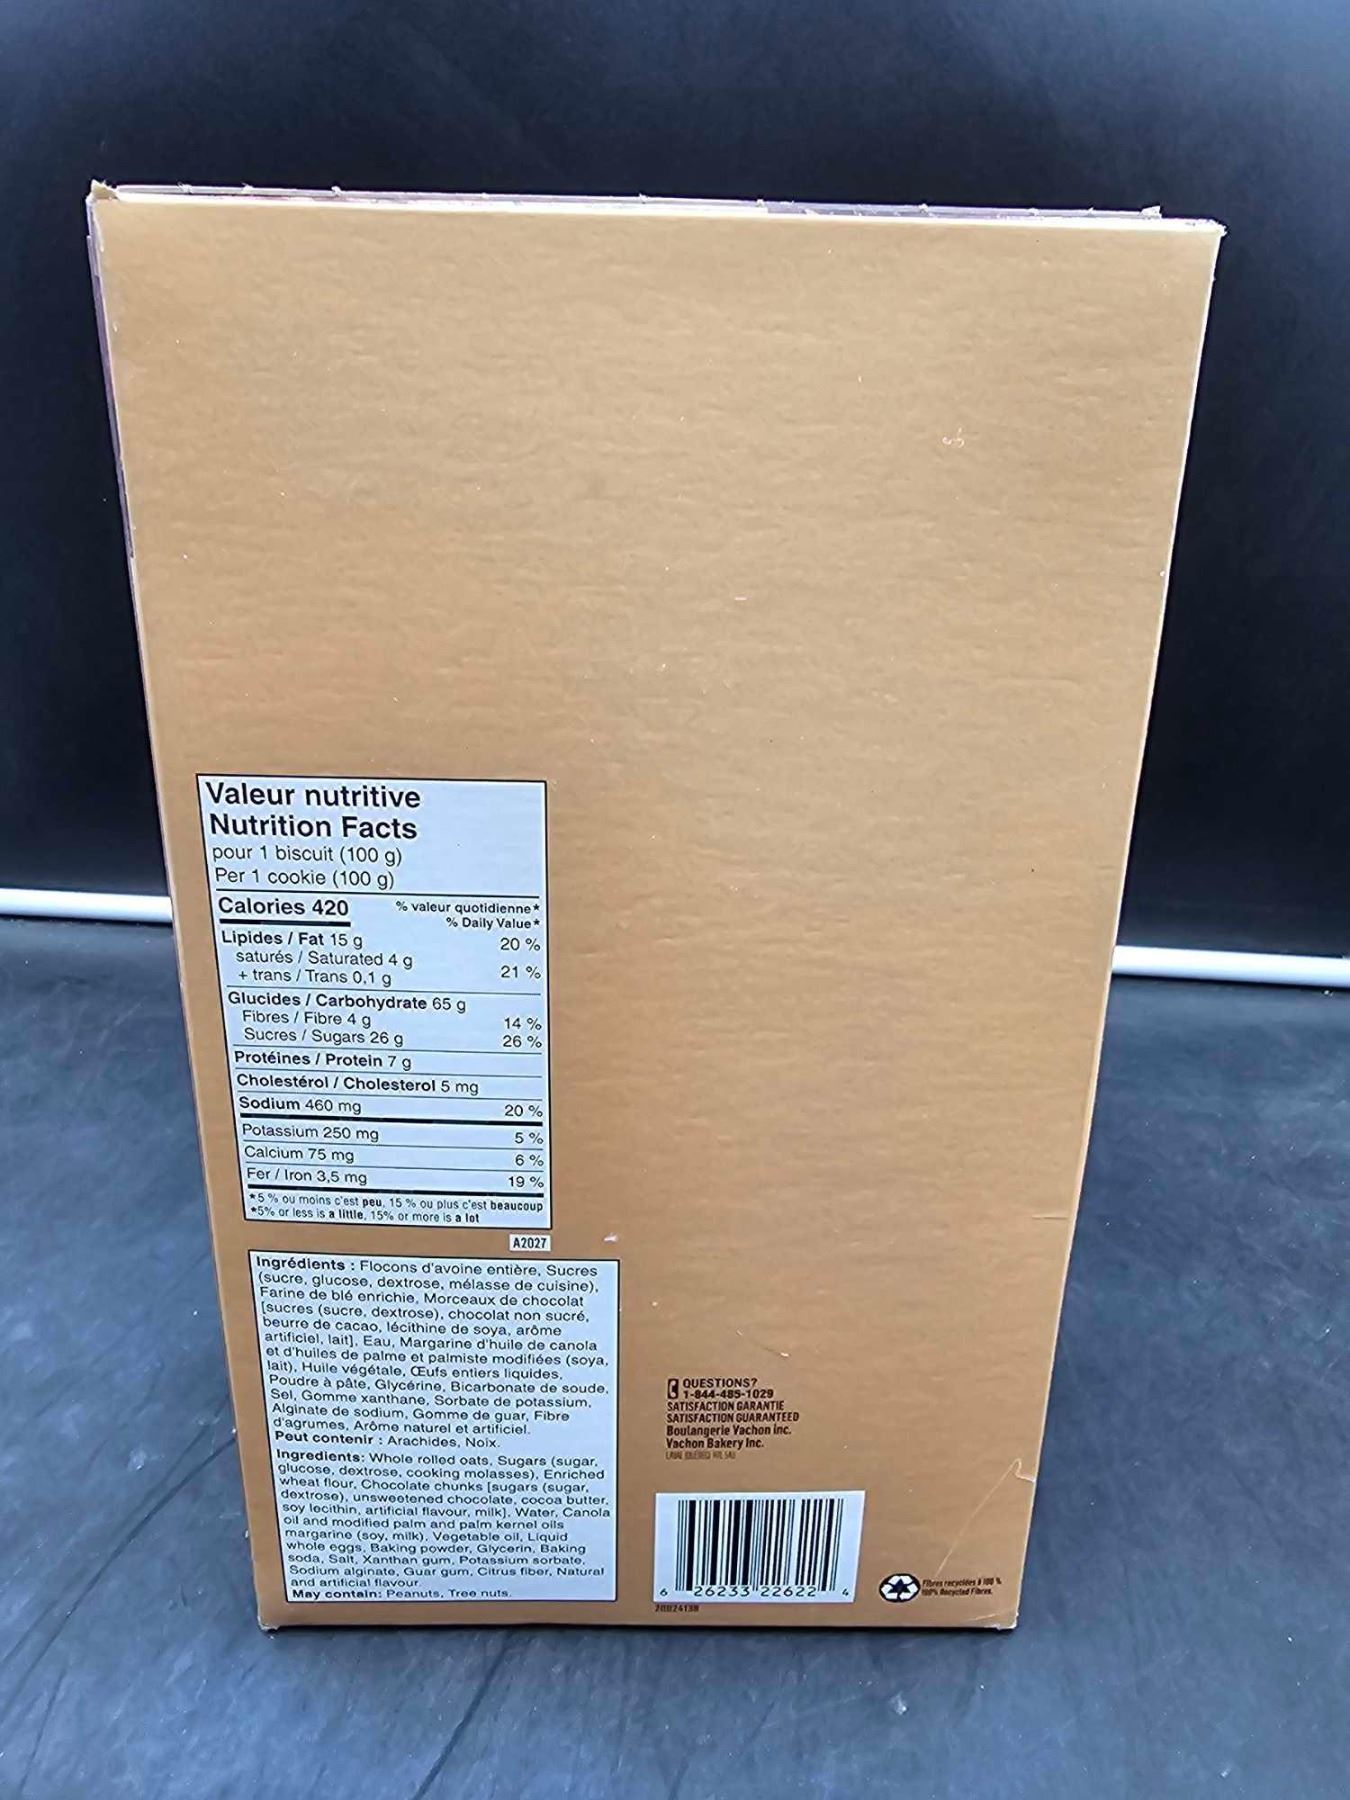 Valeur nutritive
Nutrition Facts
pour 1 biscuit (100 g)
Per 1 cookie (100 g)
Calories 420
% valeur quotidienne*
% Daily Value*
Lipides / Fat 15 g 20 %
saturés / Saturated 4 g
+ trans / Trans 0,1 g 21 %
Glucides / Carbohydrate 65 g
Fibres / Fibre 4 g 14 %
Sucres / Sugars 26 g 26 %
Protéines / Protein 7 g
Cholestérol / Cholesterol 5 mg
Sodium 460 mg 20 %
Potassium 250 mg 5 %
Calcium 75 mg 6 %
Fer / Iron 3,5 mg 19 %
*5 % ou moins c'est peu, 15 % ou plus c'est beaucoup
*5% or less is a little, 15% or more is a lot
A2027
Ingrédients : Flocons d'avoine entière, Sucres
(sucre, glucose, dextrose, mélasse de cuisine),
Farine de blé enrichie, Morceaux de chocolat
[sucres (sucre, dextrose), chocolat non sucré,
beurre de cacao, lécithine de soya, arôme
artificiel, lait], Eau, Margarine d'huile de canola
et d'huiles de palme et palmiste modifiées (soya,
lait), Huile végétale, Œufs entiers liquides,
Poudre à pâte, Glycérine, Bicarbonate de soude,
Sel, Gomme xanthane, Sorbate de potassium,
Alginate de sodium, Gomme de guar, Fibre
d'agrumes, Arôme naturel et artificiel.
Peut contenir : Arachides, Noix.
Ingredients: Whole rolled oats, Sugars (sugar,
glucose, dextrose, cooking molasses), Enriched
wheat flour, Chocolate chunks [sugars (sugar,
dextrose), unsweetened chocolate, cocoa butter,
soy lecithin, artificial flavour, milk], Water, Canola
oil and modified palm and palm kernel oils
margarine (soy, milk), Vegetable oil, Liquid
whole eggs, Baking powder, Glycerin, Baking
soda, Salt, Xanthan gum, Potassium sorbate,
Sodium alginate, Guar gum, Citrus fiber, Natural
and artificial flavour.
May contain: Peanuts, Tree nuts.
QUESTIONS?
1-844-485-1029
SATISFACTION GARANTIE
SATISFACTION GUARANTEED
Boulangerie Vachon inc.
Vachon Bakery Inc.
6 26233 22622 4
Fibres recyclées à 100 %
100% Recycled Fibres.